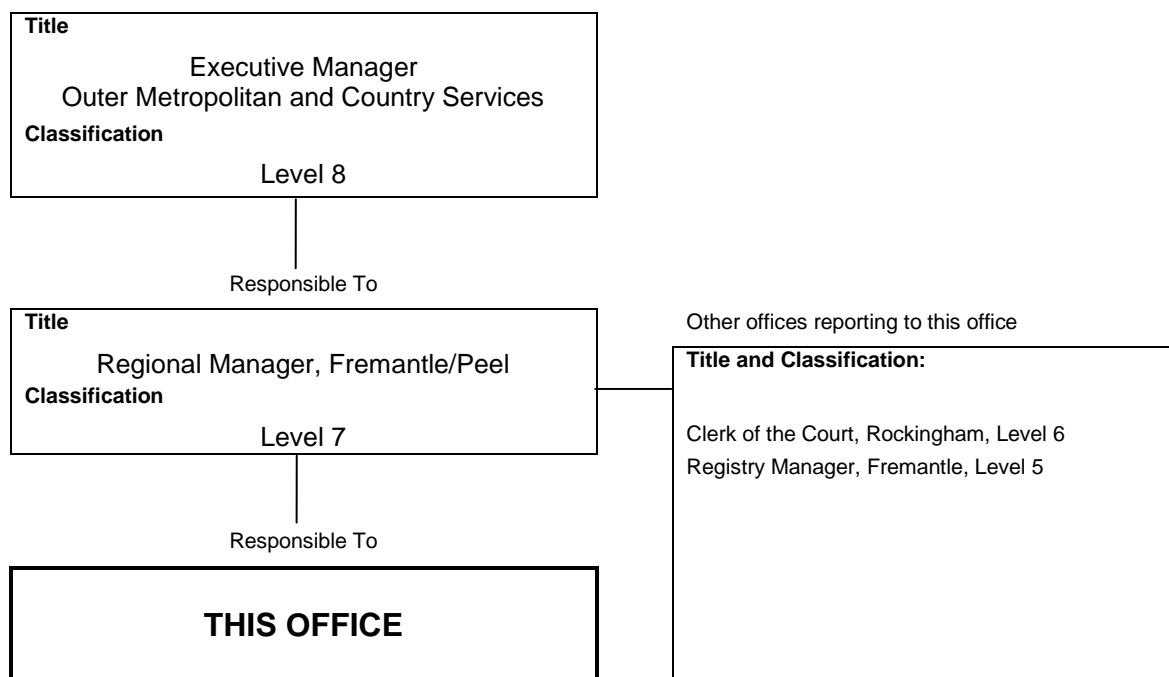 Title
Executive Manager
Outer Metropolitan and Country Services
Classification
Level 8
Responsible To
Title
Regional Manager, Fremantle/Peel
Classification
Level 7
Other offices reporting to this office
Title and Classification:
Clerk of the Court, Rockingham, Level 6
Registry Manager, Fremantle, Level 5
Responsible To
THIS OFFICE